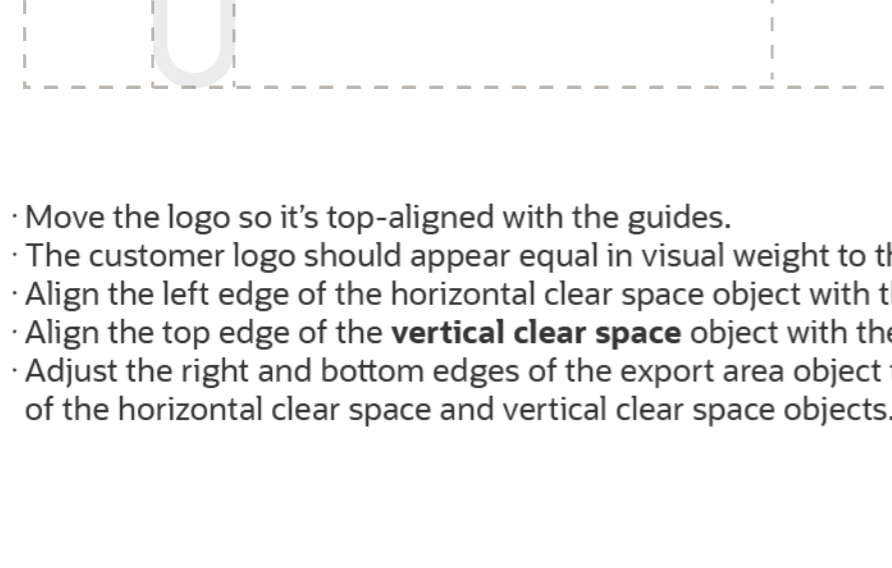 · Move the logo so it’s top-aligned with the guides.
· The customer logo should appear equal in visual weight to
· Align the left edge of the horizontal clear space object with
· Align the top edge of the vertical clear space object with the
· Adjust the right and bottom edges of the export area object
of the horizontal clear space and vertical clear space objects.